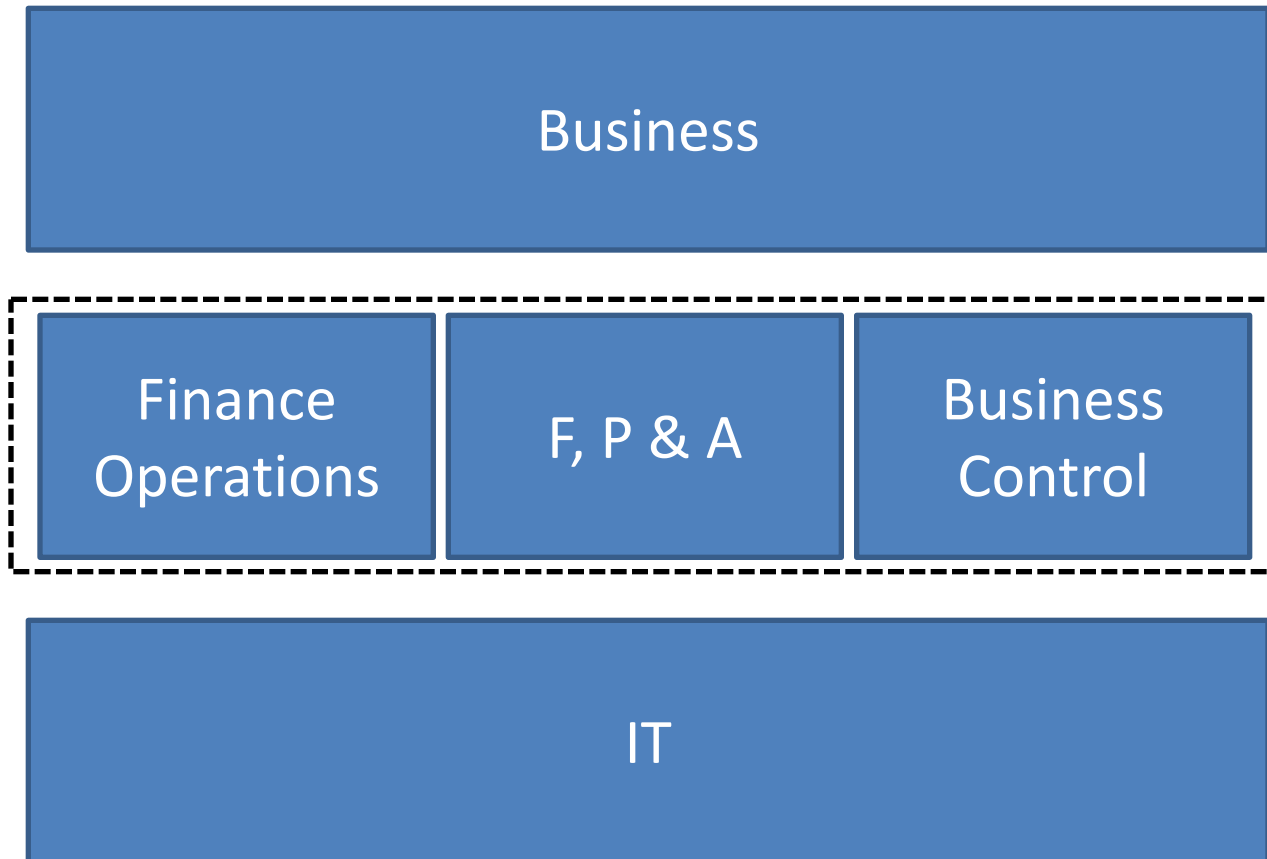 Business
Finance
Operations
F, P & A
Business
Control
IT